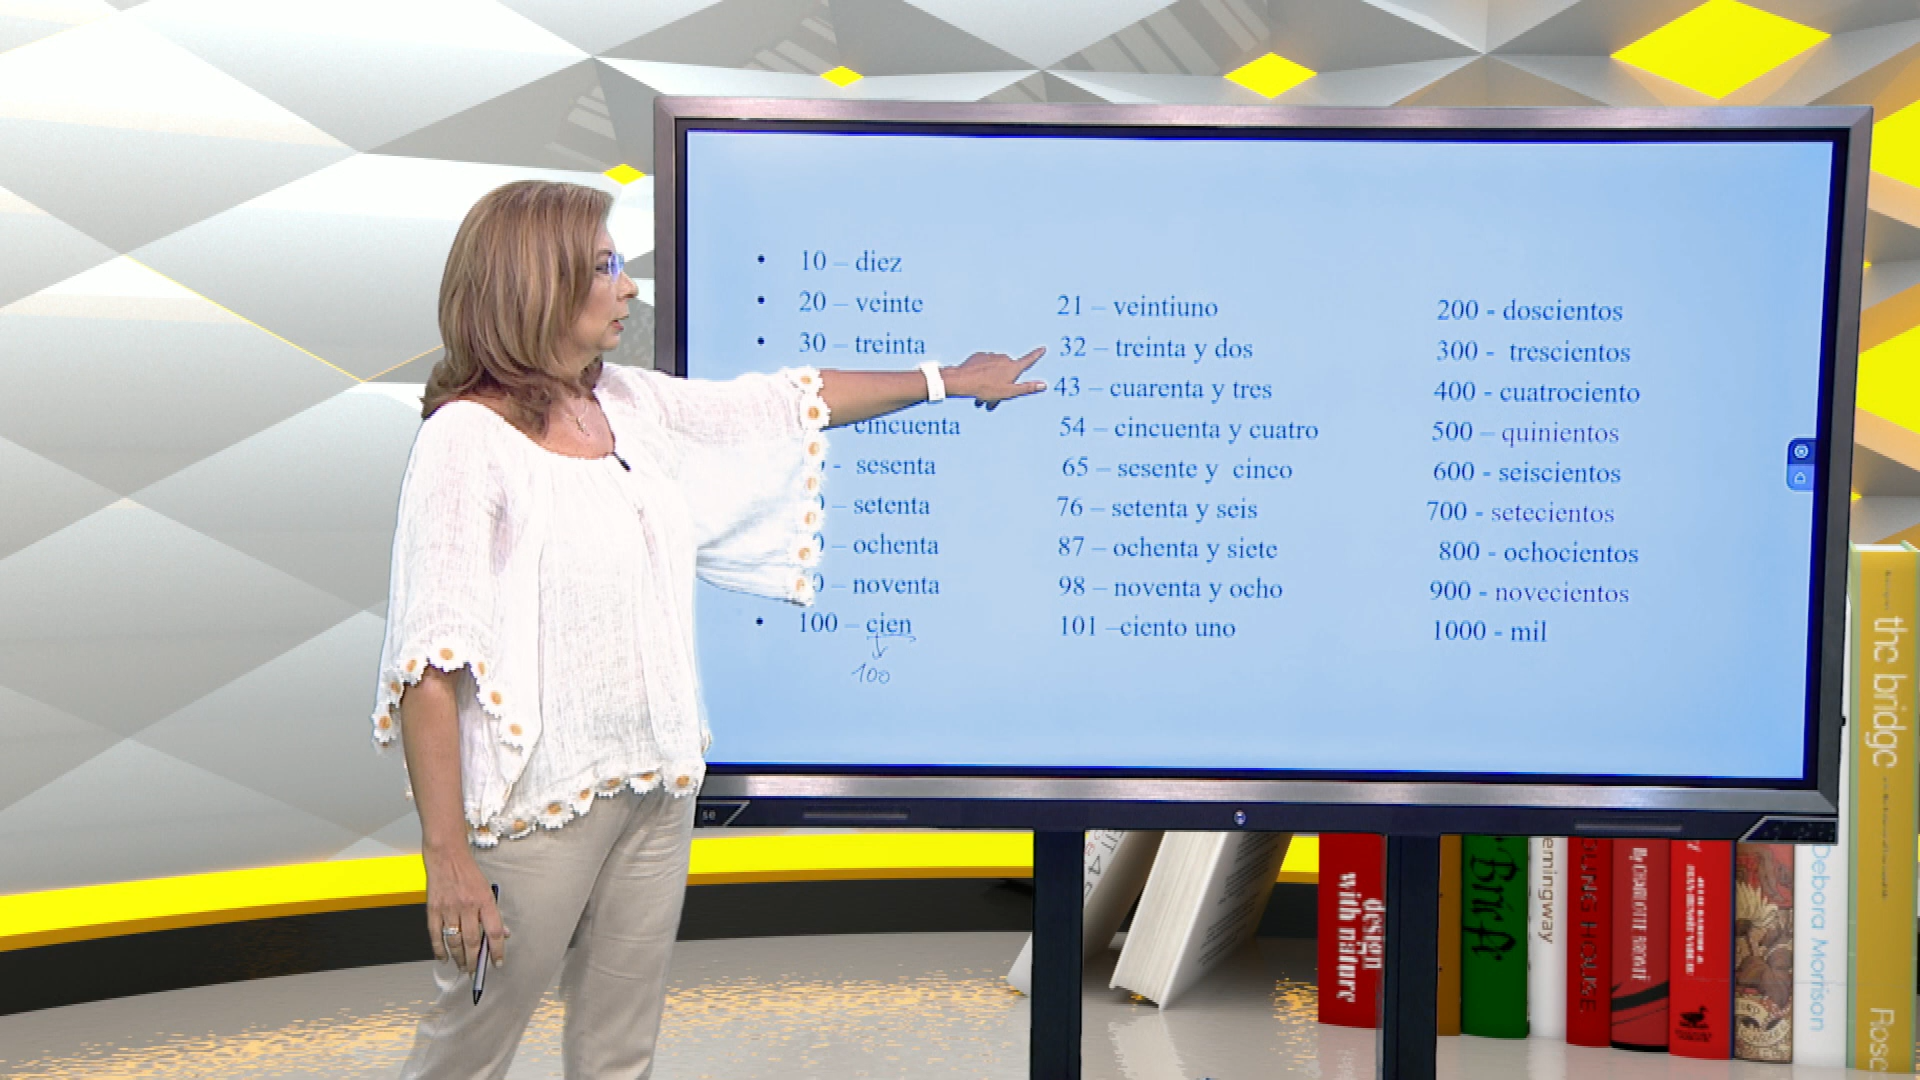 10 – diez
20 – veinte
30 – treinta
– cincuenta
- sesenta
– setenta
– ochenta
0 – noventa
100 – cien
100
21 – veintiuno
32 – treinta y dos
43 – cuarenta y tres
54 – cincuenta y cuatro
65 – sesente y cinco
76 – setenta y seis
87 – ochenta y siete
98 – noventa y ocho
101 –ciento uno
200 - doscientos
300 - trescientos
400 - cuatrociento
500 – quinientos
600 - seiscientos
700 - setecientos
800 - ochocientos
900 - novecientos
1000 - mil
se
design
with nature
Debora Morrison
the bridge